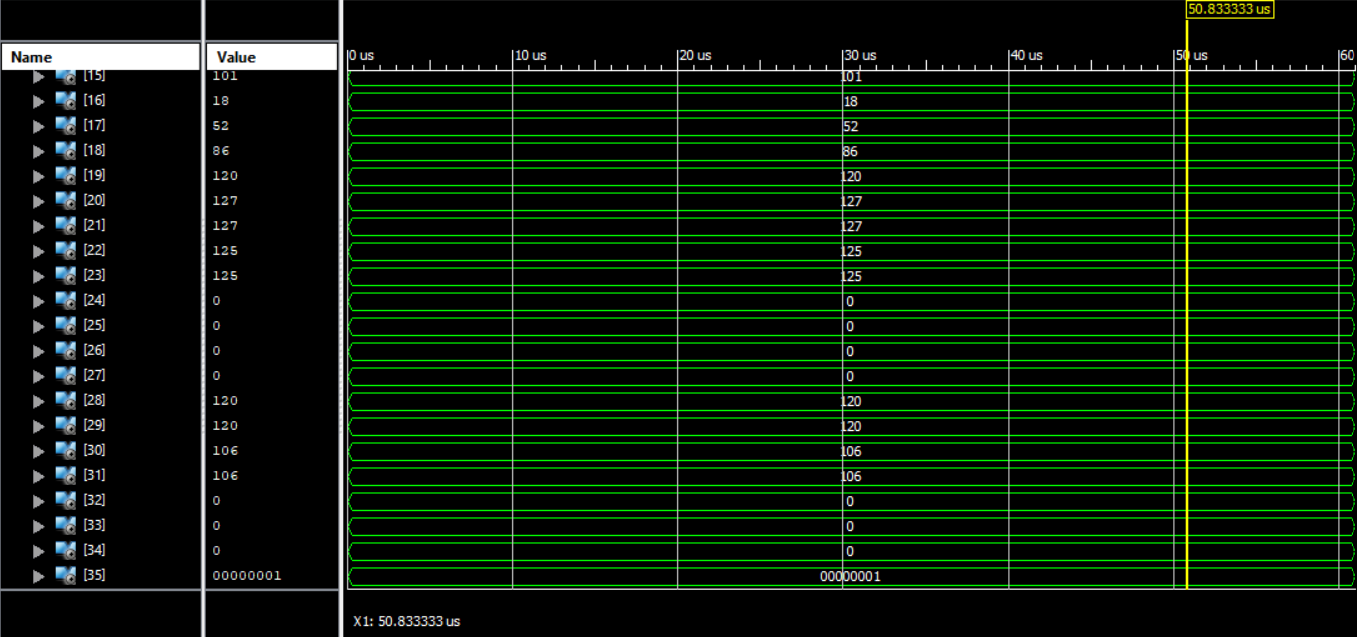 50.833333 us
Name Value 0 us 10 us 20 us 30 us 40 us 50 us 60
[15] 101 101
[16] 18 18
[17] 52 52
[18] 86 86
[19] 120 120
[20] 127 127
[21] 127 127
[22] 125 125
[23] 125 125
[24] 0 0
[25] 0 0
[26] 0 0
[27] 0 0
[28] 120 120
[29] 120 120
[30] 106 106
[31] 106 106
[32] 0 0
[33] 0 0
[34] 0 0
[35] 00000001 00000001
X1: 50.833333 us